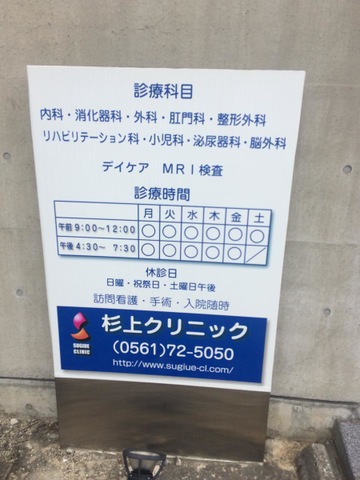 診療科目
内科・消化器科・外科・肛門科・整形外科
リハビリテーション科・小児科・泌尿器科・脳外科
デイケア MRI検査
診療時間
月 火 水 木 金 土
午前 9:00〜12:00 ○ ○ ○ ○ ○ ○
午後 4:30〜 7:30 ○ ○ ○ ○ ○ ／
休診日
日曜・祝祭日・土曜日午後
訪問看護・手術・入院随時
SUGIUE CLINIC
杉上クリニック
(0561)72-5050
http://www.sugiue-cl.com/